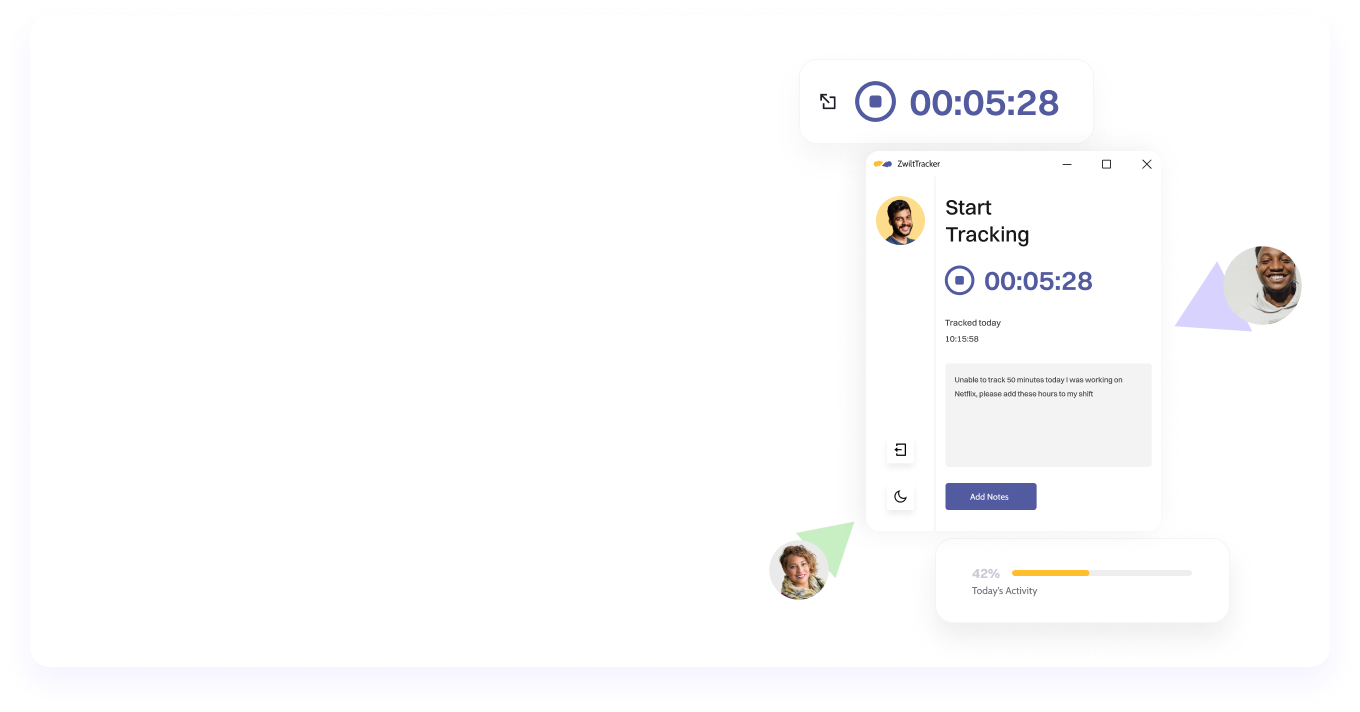 00:05:28
ZwiltTracker
Start
Tracking
00:05:28
Tracked today
10:15:58
Unable to track 50 minutes today I was working on
Netflix, please add these hours to my shift
Add Notes
42%
Today's Activity